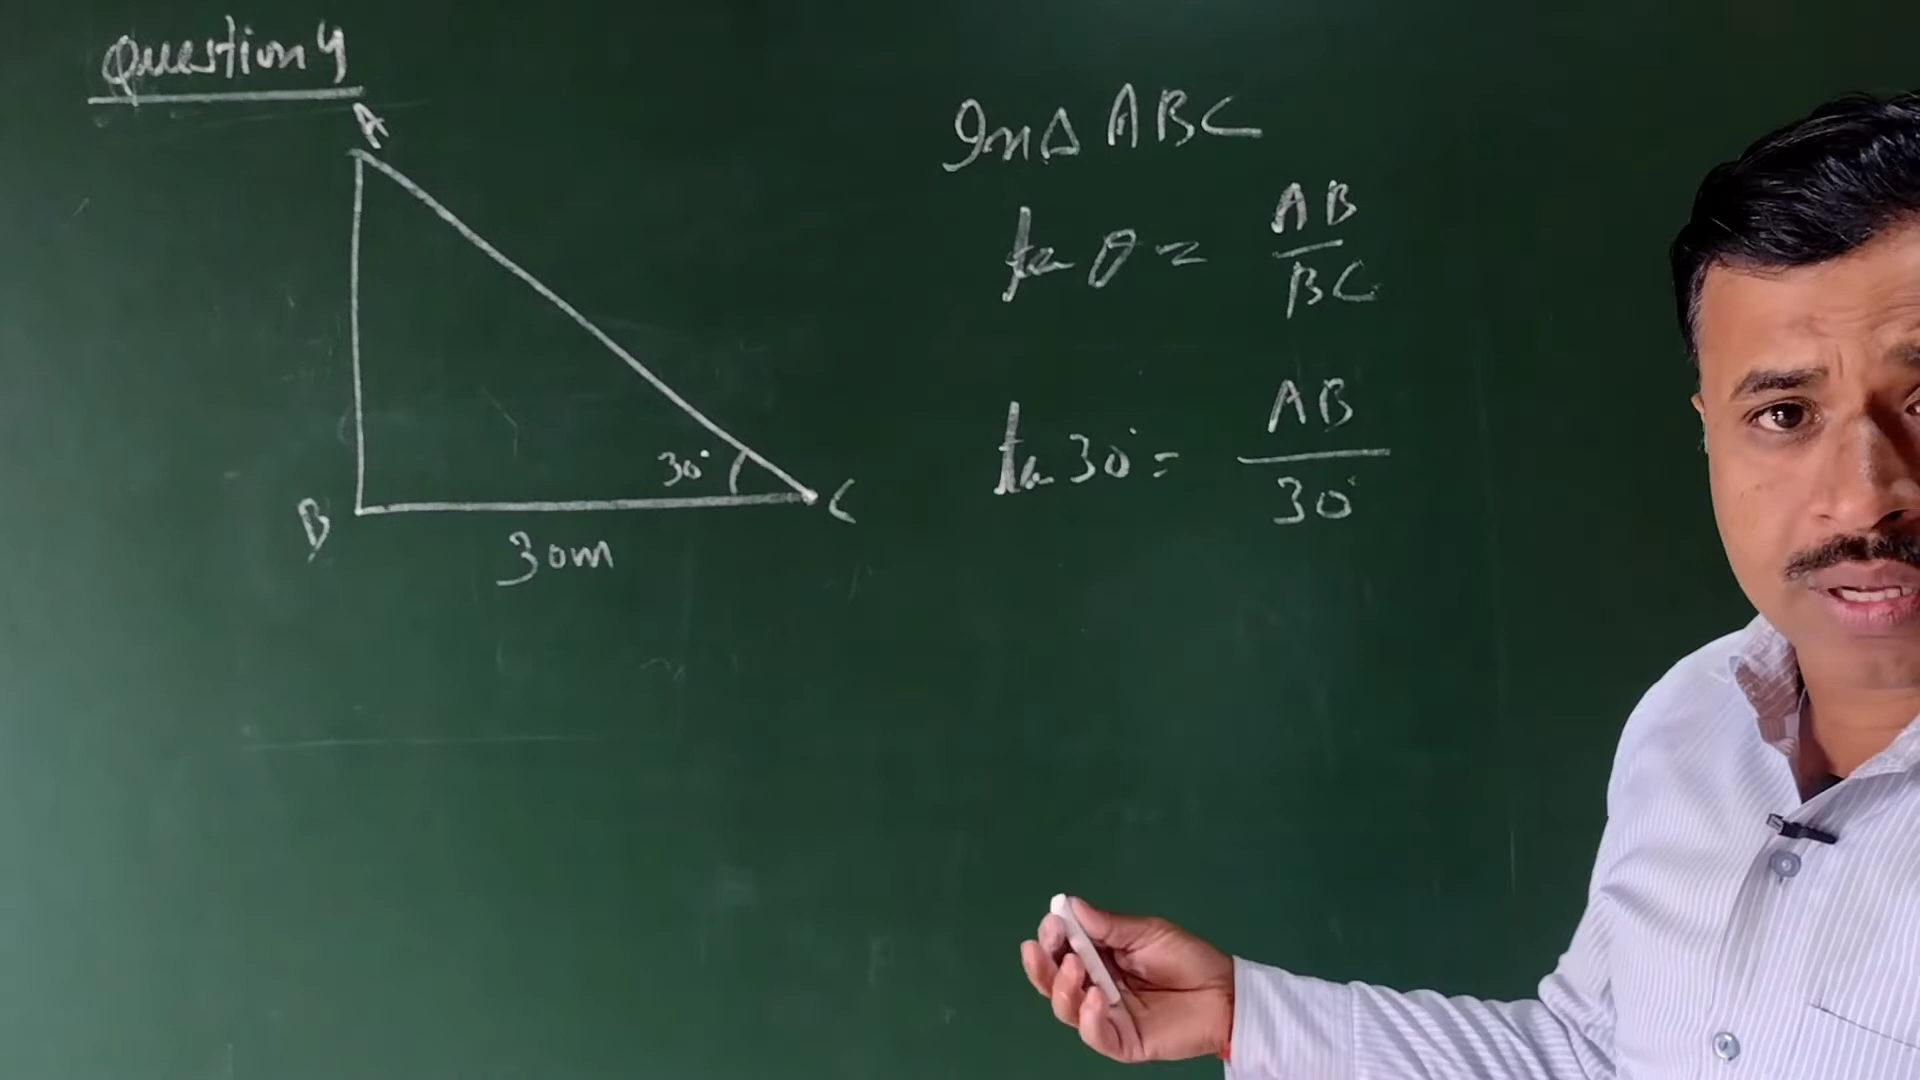 Question 4
A
B
C
30°
30m
In Δ ABC
tan θ = AB/BC
tan 30° = AB/30°